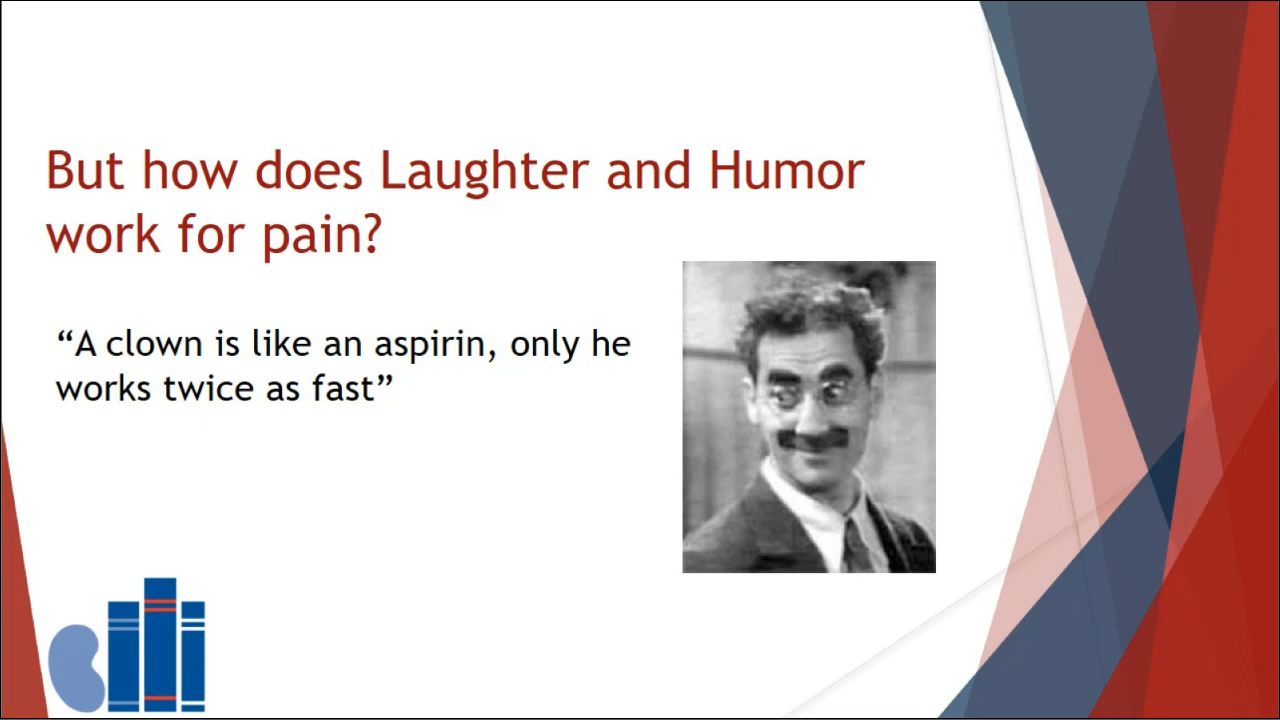 But how does Laughter and Humor
work for pain?
“A clown is like an aspirin, only he
works twice as fast”